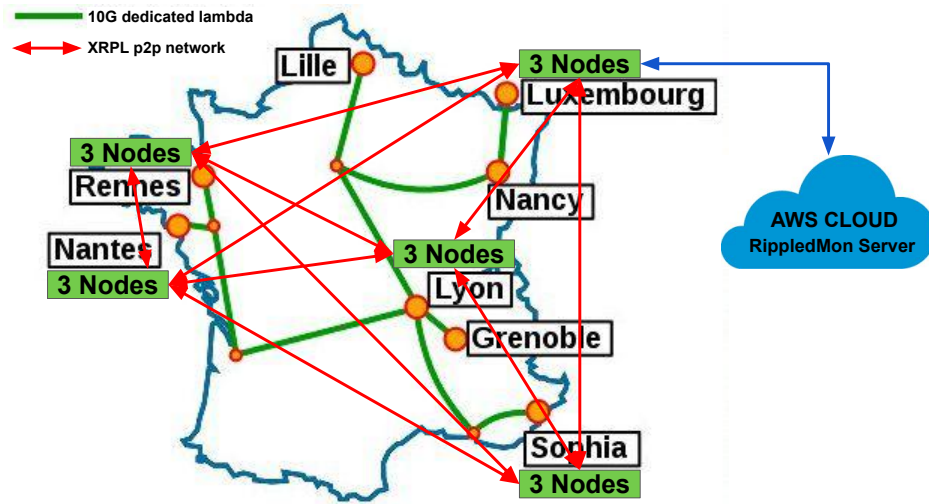 10G dedicated lambda
XRPL p2p network
Lille
3 Nodes
Luxembourg
3 Nodes
Rennes
Nancy
AWS CLOUD
RippledMon Server
Nantes
3 Nodes
3 Nodes
Lyon
Grenoble
Sophia
3 Nodes